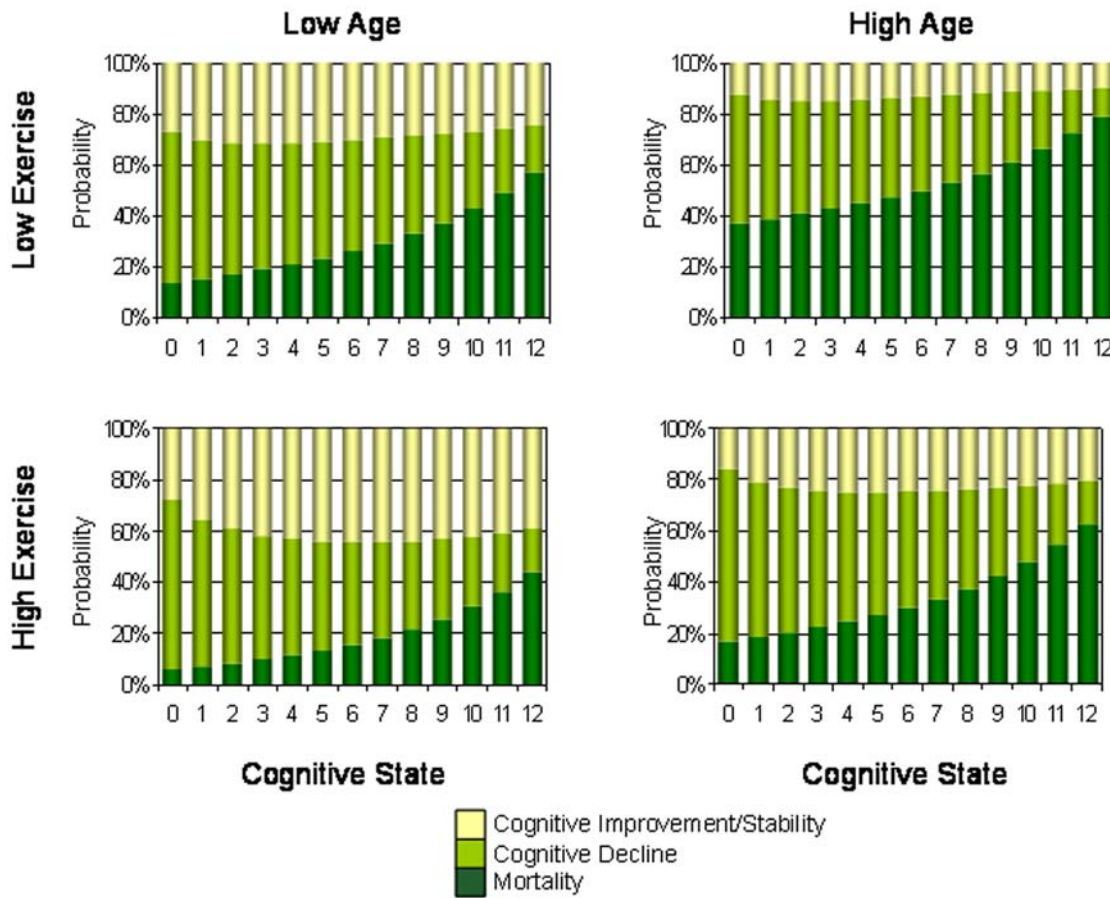 Low Age
High Age
Low Exercise
Probability
100%
80%
60%
40%
20%
0%
0 1 2 3 4 5 6 7 8 9 10 11 12
Probability
100%
80%
60%
40%
20%
0%
0 1 2 3 4 5 6 7 8 9 10 11 12
High Exercise
Probability
100%
80%
60%
40%
20%
0%
0 1 2 3 4 5 6 7 8 9 10 11 12
Cognitive State
Probability
100%
80%
60%
40%
20%
0%
0 1 2 3 4 5 6 7 8 9 10 11 12
Cognitive State
Cognitive Improvement/Stability
Cognitive Decline
Mortality